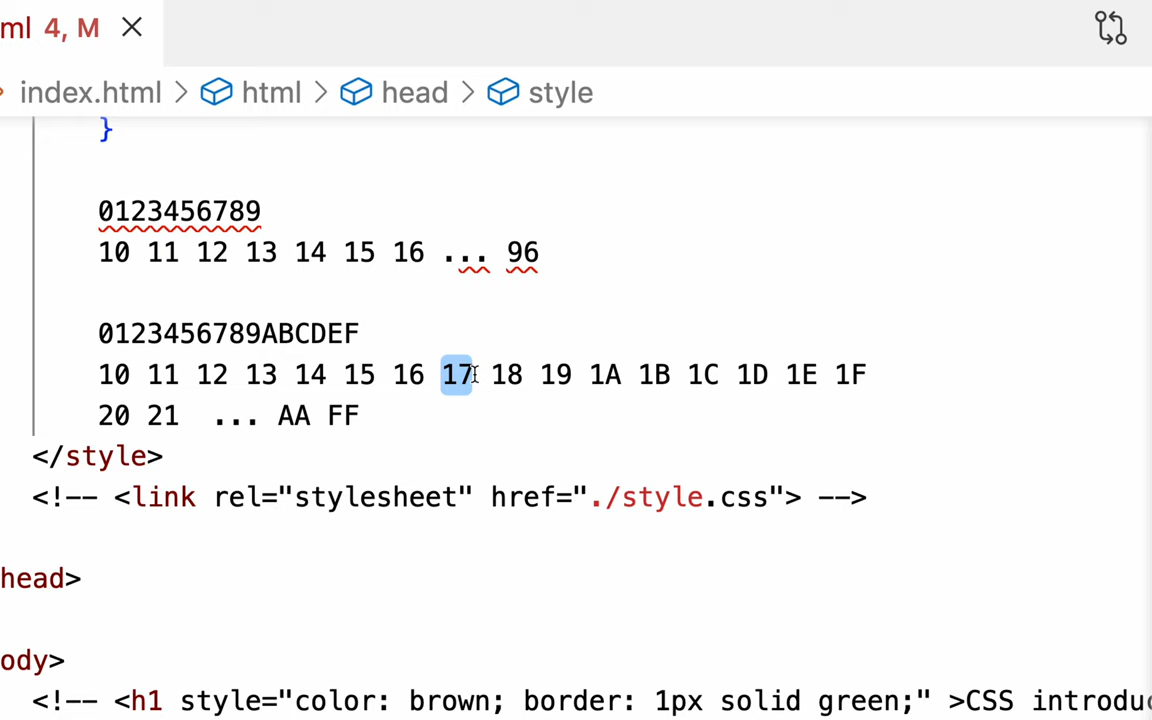 ml 4, M
index.html > html > head > style
}
0123456789
10 11 12 13 14 15 16 ... 96
0123456789ABCDEF
10 11 12 13 14 15 16 17 18 19 1A 1B 1C 1D 1E 1F
20 21 ... AA FF
</style>
<!-- <link rel="stylesheet" href="./style.css"> -->
head>
ody>
<!-- <h1 style="color: brown; border: 1px solid green;" >CSS introdu